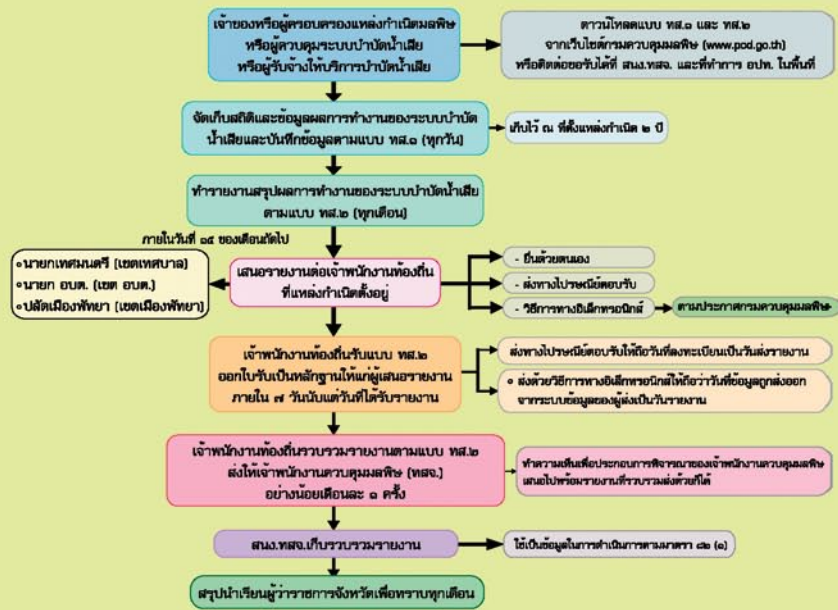 เจ้าของหรือผู้ครอบครองแหล่งกำเนิดมลพิษ
หรือผู้ควบคุมระบบบำบัดน้ำเสีย
หรือผู้รับจ้างให้บริการบำบัดน้ำเสีย
ดาวน์โหลดแบบ ทส.๑ และ ทส.๒
จากเว็บไซต์กรมควบคุมมลพิษ (www.pcd.go.th)
หรือติดต่อขอรับได้ที่ สนง.ทสจ. และที่ทำการ อปท. ในพื้นที่
จัดเก็บสถิติและข้อมูลผลการทำงานของระบบบำบัด
น้ำเสียและบันทึกข้อมูลตามแบบ ทส.๑ (ทุกวัน)
เก็บไว้ ณ ที่ตั้งแหล่งกำเนิด ๒ ปี
ทำรายงานสรุปผลการทำงานของระบบบำบัดน้ำเสีย
ตามแบบ ทส.๒ (ทุกเดือน)
ภายในวันที่ ๑๕ ของเดือนถัดไป
∘ นายกเทศมนตรี (เขตเทศบาล)
∘ นายก อบต. (เขต อบต.)
∘ ปลัดเมืองพัทยา (เขตเมืองพัทยา)
เสนอรายงานต่อเจ้าพนักงานท้องถิ่น
ที่แหล่งกำเนิดตั้งอยู่
- ยื่นด้วยตนเอง
- ส่งทางไปรษณีย์ตอบรับ
- วิธีการทางอิเล็กทรอนิกส์
ตามประกาศกรมควบคุมมลพิษ
เจ้าพนักงานท้องถิ่นรับแบบ ทส.๒
ออกใบรับเป็นหลักฐานให้แก่ผู้เสนอรายงาน
ภายใน ๗ วันนับแต่วันที่ได้รับรายงาน
ส่งทางไปรษณีย์ตอบรับให้ถือวันที่ลงทะเบียนเป็นวันส่งรายงาน
∘ ส่งด้วยวิธีการทางอิเล็กทรอนิกส์ให้ถือว่าวันที่ข้อมูลถูกส่งออก
จากระบบข้อมูลของผู้ส่งเป็นวันรายงาน
เจ้าพนักงานท้องถิ่นรวบรวมรายงานตามแบบ ทส.๒
ส่งให้เจ้าพนักงานควบคุมมลพิษ (ทสจ.)
อย่างน้อยเดือนละ ๑ ครั้ง
ทำความเห็นเพื่อประกอบการพิจารณาของเจ้าพนักงานควบคุมมลพิษ
เสนอไปพร้อมรายงานที่รวบรวมส่งด้วยก็ได้
สนง.ทสจ.เก็บรวบรวมรายงาน
ใช้เป็นข้อมูลในการดำเนินการตามมาตรา ๘๒ (๑)
สรุปนำเรียนผู้ว่าราชการจังหวัดเพื่อทราบทุกเดือน